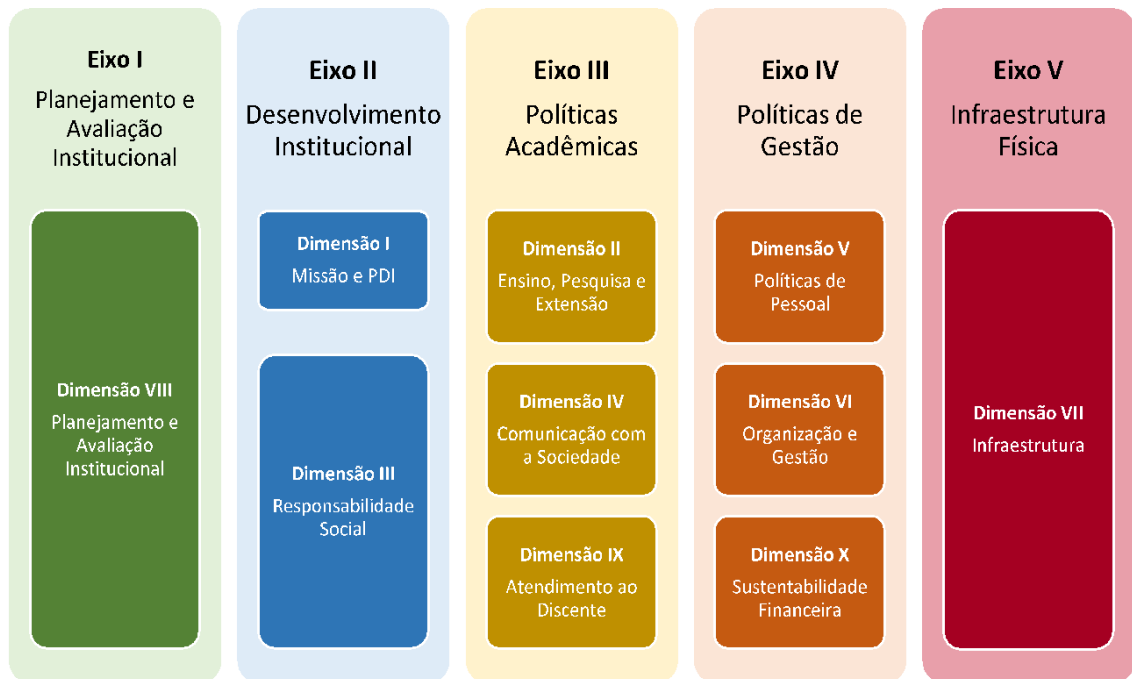 Eixo I
Planejamento e
Avaliação
Institucional
Dimensão VIII
Planejamento e
Avaliação
Institucional
Eixo II
Desenvolvimento
Institucional
Dimensão I
Missão e PDI
Dimensão III
Responsabilidade
Social
Eixo III
Políticas
Acadêmicas
Dimensão II
Ensino, Pesquisa e
Extensão
Dimensão IV
Comunicação com
a Sociedade
Dimensão IX
Atendimento ao
Discente
Eixo IV
Políticas de
Gestão
Dimensão V
Políticas de
Pessoal
Dimensão VI
Organização e
Gestão
Dimensão X
Sustentabilidade
Financeira
Eixo V
Infraestrutura
Física
Dimensão VII
Infraestrutura